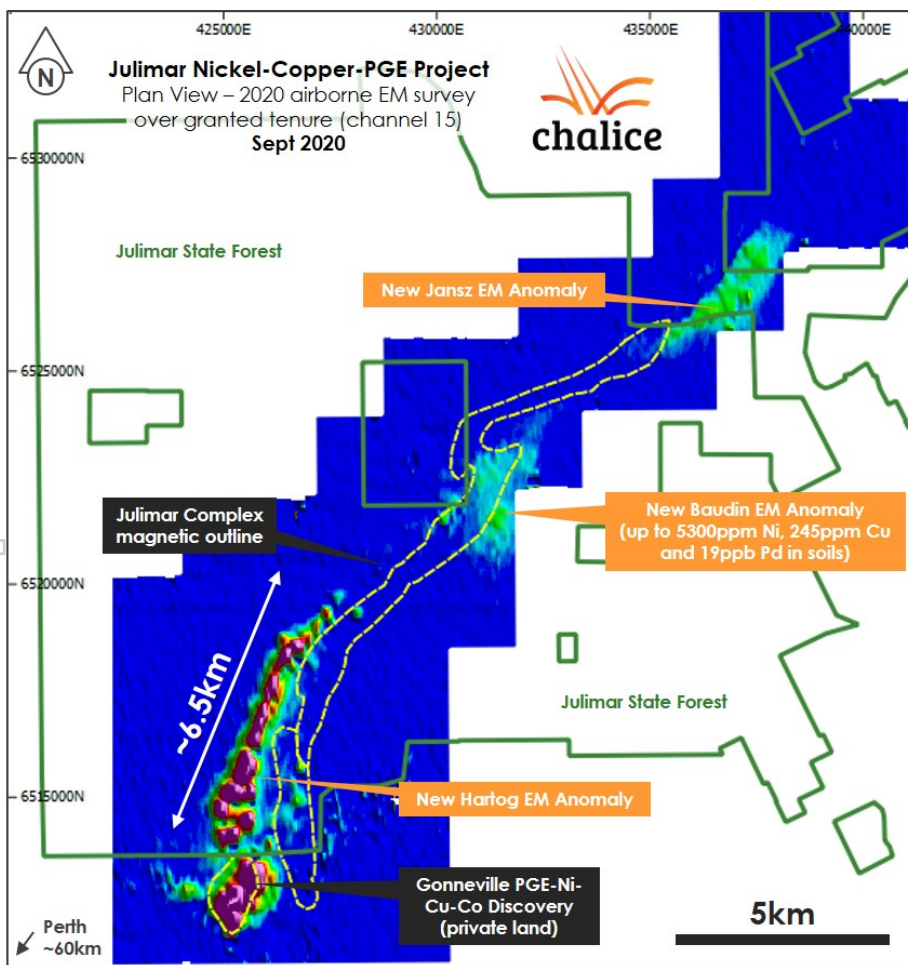 425000E
430000E
435000E
440000E
N
Julimar Nickel-Copper-PGE Project
Plan View – 2020 airborne EM survey
over granted tenure (channel 15)
Sept 2020
chalice
6530000N
Julimar State Forest
New Jansz EM Anomaly
6525000N
Julimar Complex
magnetic outline
New Baudin EM Anomaly
(up to 5300ppm Ni, 245ppm Cu
and 19ppb Pd in soils)
6520000N
~6.5km
Julimar State Forest
6515000N
New Hartog EM Anomaly
Gonneville PGE-Ni-
Cu-Co Discovery
(private land)
5km
Perth
~60km